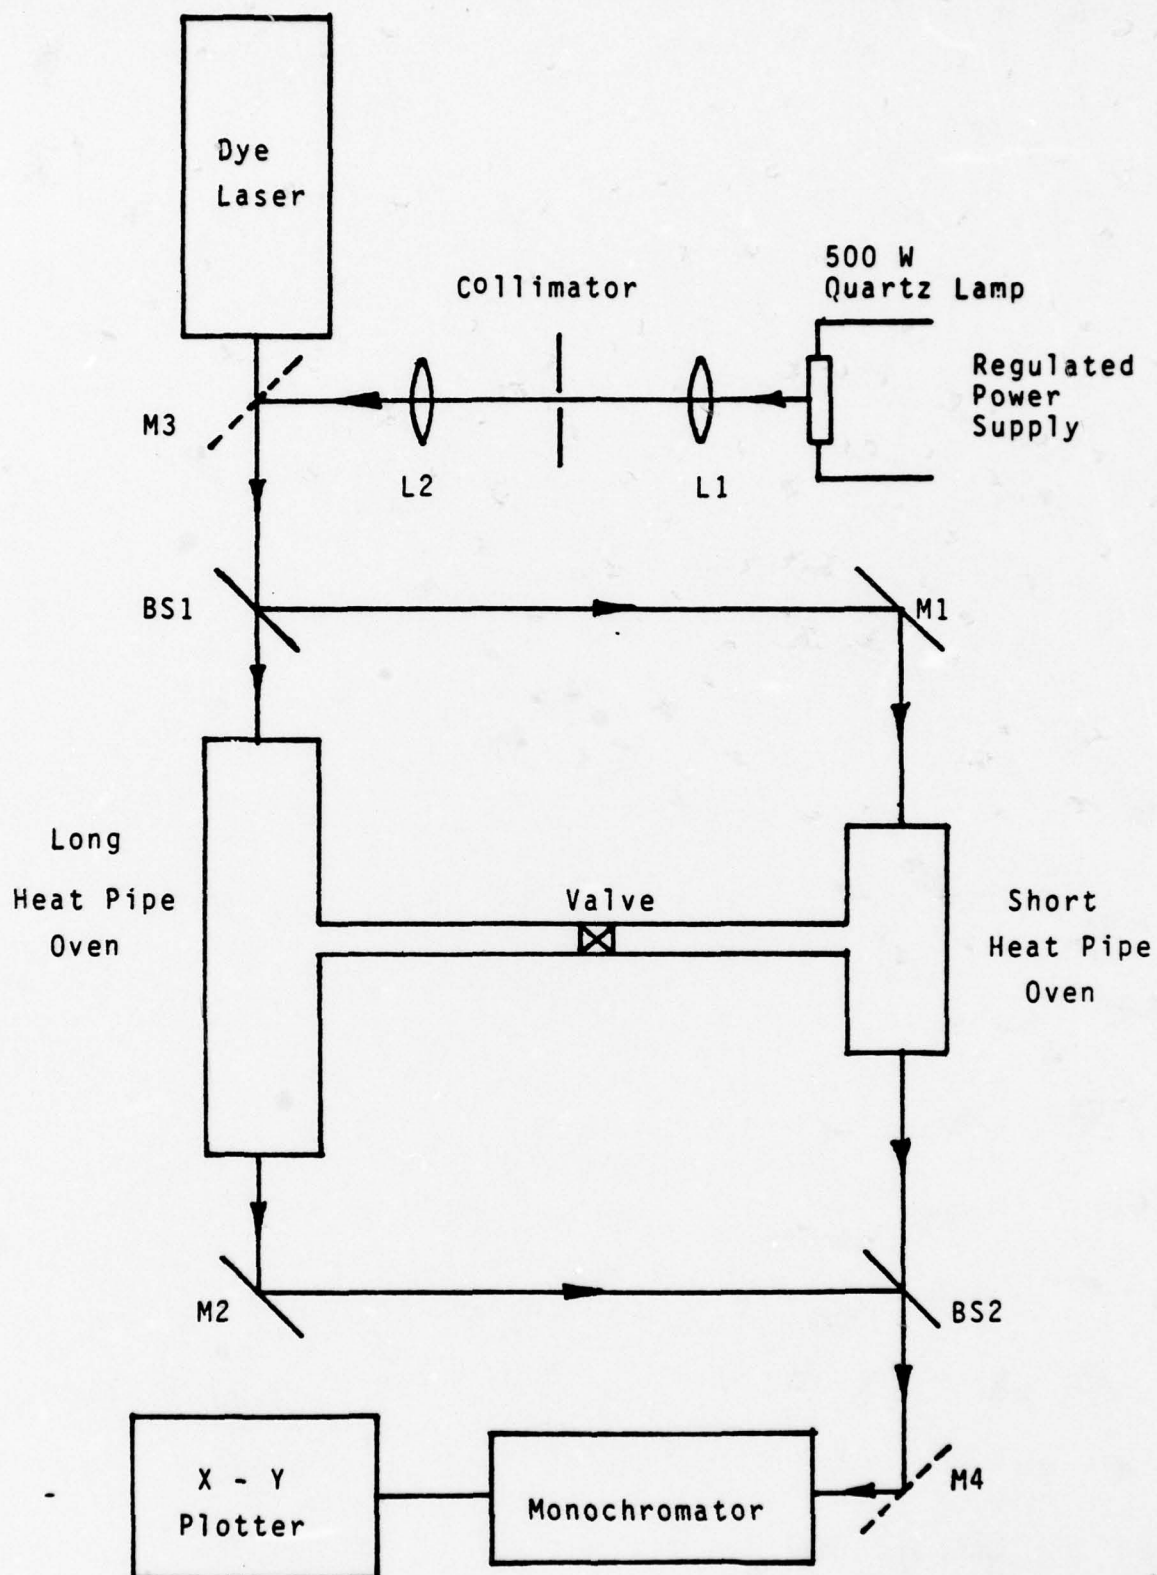 Dye
Laser
500 W
Quartz Lamp
Collimator
Regulated
Power
Supply
M3
L2
L1
BS1
M1
Long
Heat Pipe
Oven
Valve
Short
Heat Pipe
Oven
M2
BS2
X - Y
Plotter
Monochromator
M4